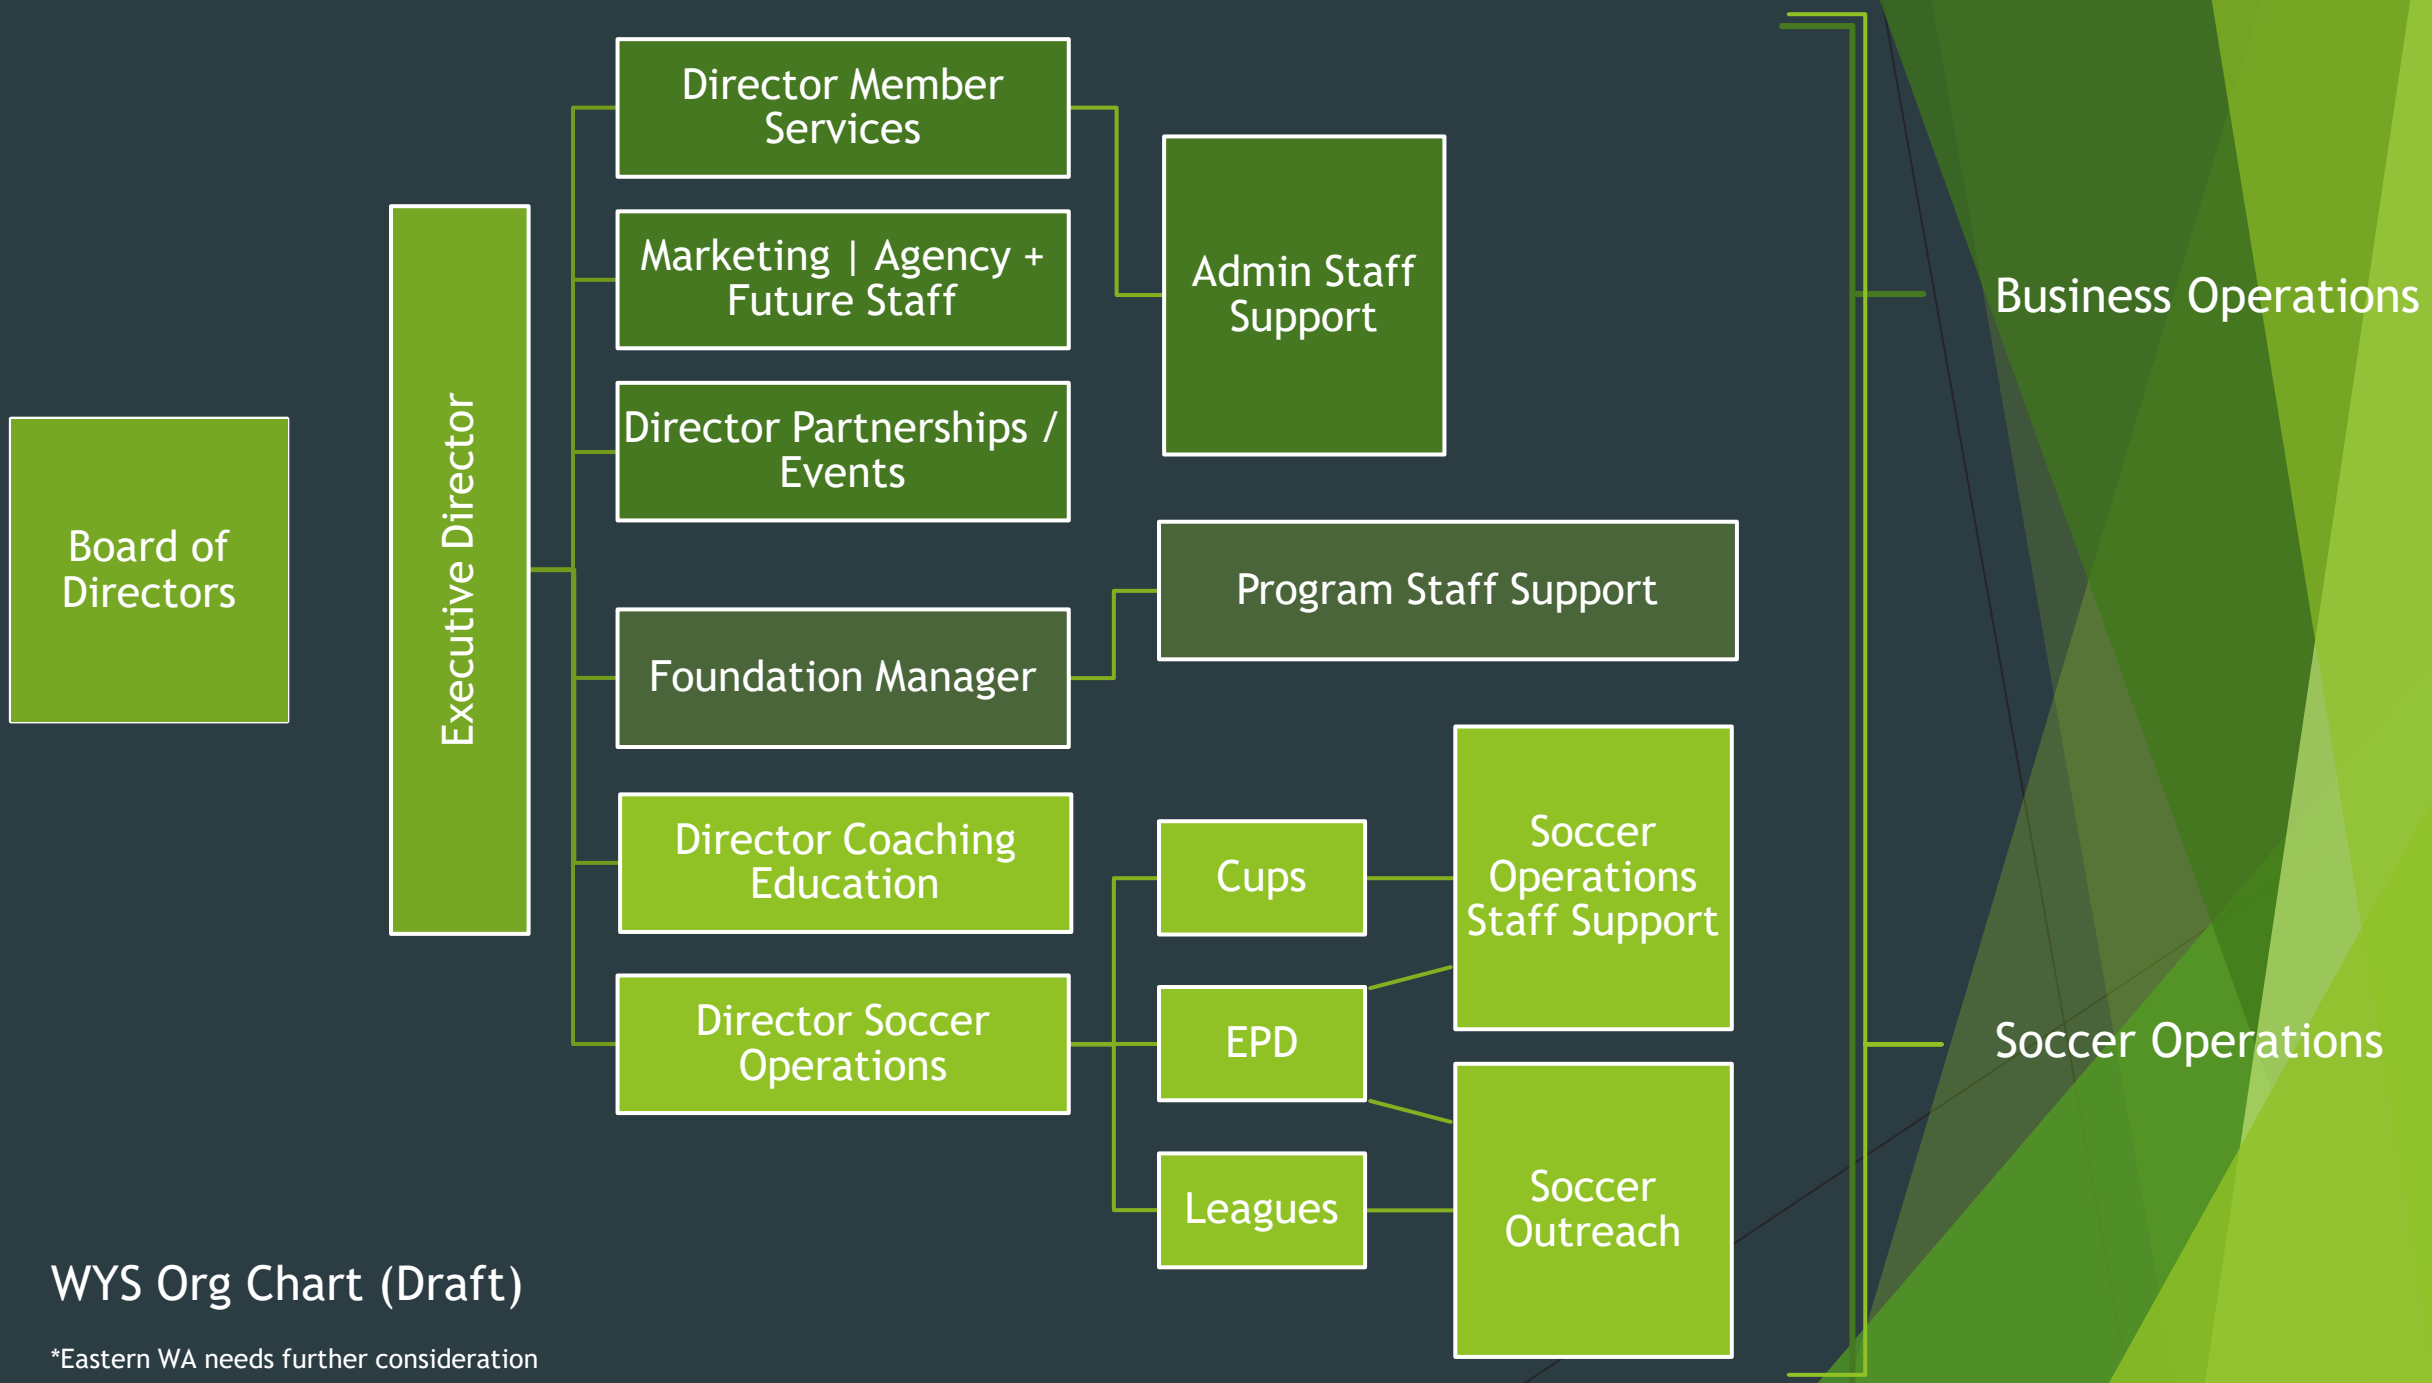 Board of
Directors
Executive Director
Director Member
Services
Marketing | Agency +
Future Staff
Director Partnerships /
Events
Foundation Manager
Director Coaching
Education
Director Soccer
Operations
Admin Staff
Support
Program Staff Support
Cups
EPD
Leagues
Soccer
Operations
Staff Support
Soccer
Outreach
Business Operations
Soccer Operations
WYS Org Chart (Draft)
*Eastern WA needs further consideration